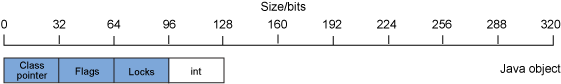 Size/bits
0 32 64 96 128 160 192 224 256 288 320
Class pointer Flags Locks int Java object